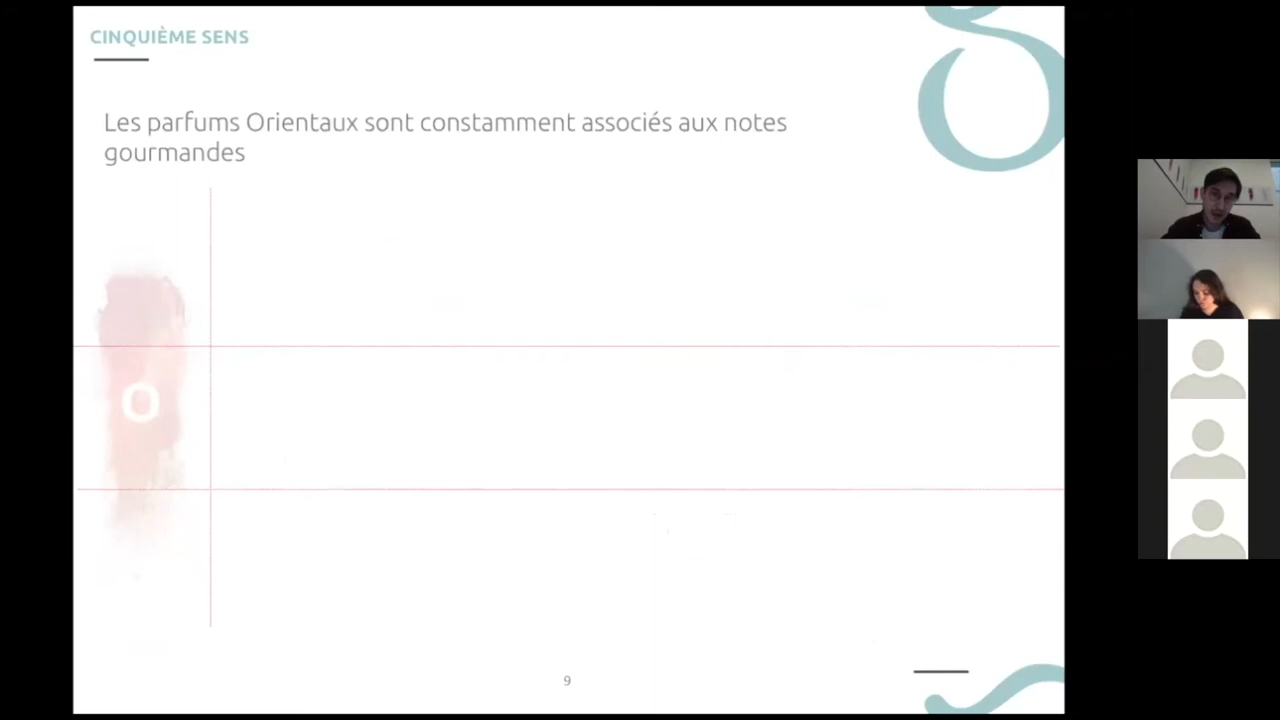 CINQUIÈME SENS
Les parfums Orientaux sont constamment associés aux notes
gourmandes
O
9